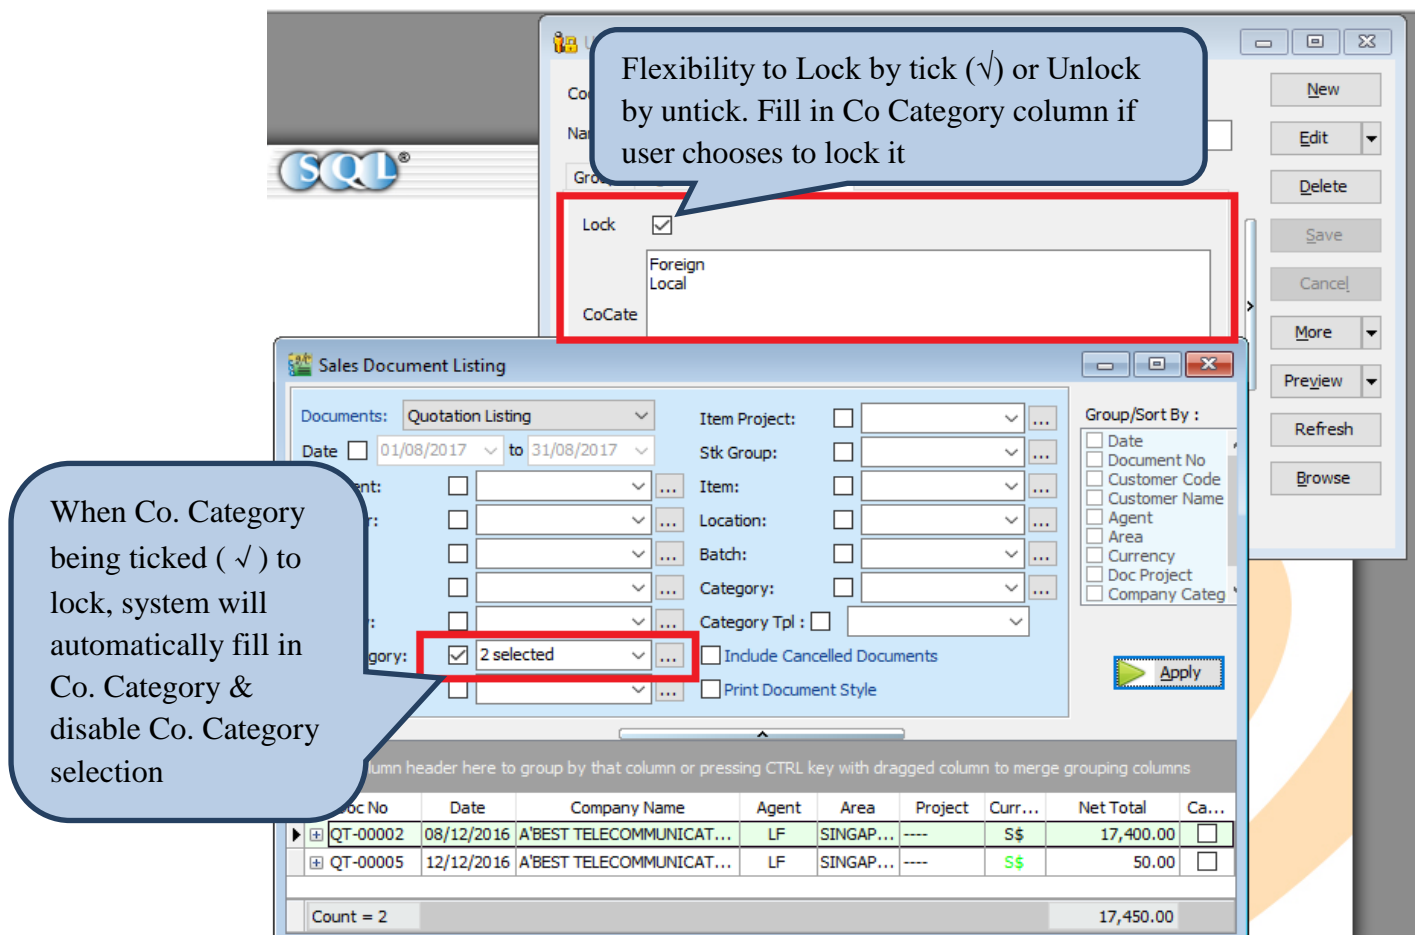 Flexibility to Lock by tick (√) or Unlock
by untick. Fill in Co Category column if
user chooses to lock it
New
Edit
Delete
Save
Cancel
More
Preview
Refresh
Browse
SQL®
Lock
Foreign
Local
CoCate
Sales Document Listing
Documents: Quotation Listing
Date 01/08/2017 to 31/08/2017
Item Project: ...
Stk Group: ...
... Item: ...
... Location: ...
... Batch: ...
... Category: ...
... Category Tpl :
2 selected ... Include Cancelled Documents
... Print Document Style
Group/Sort By :
Date
Document No
Customer Code
Customer Name
Agent
Area
Currency
Doc Project
Company Categ
Apply
When Co. Category
being ticked ( √ ) to
lock, system will
automatically fill in
Co. Category &
disable Co. Category
selection
header here to group by that column or pressing CTRL key with dragged column to merge grouping columns
Doc No Date Company Name Agent Area Project Curr... Net Total Ca...
QT-00002 08/12/2016 A'BEST TELECOMMUNICAT... LF SINGAP... ---- S$ 17,400.00
QT-00005 12/12/2016 A'BEST TELECOMMUNICAT... LF SINGAP... ---- S$ 50.00
Count = 2 17,450.00